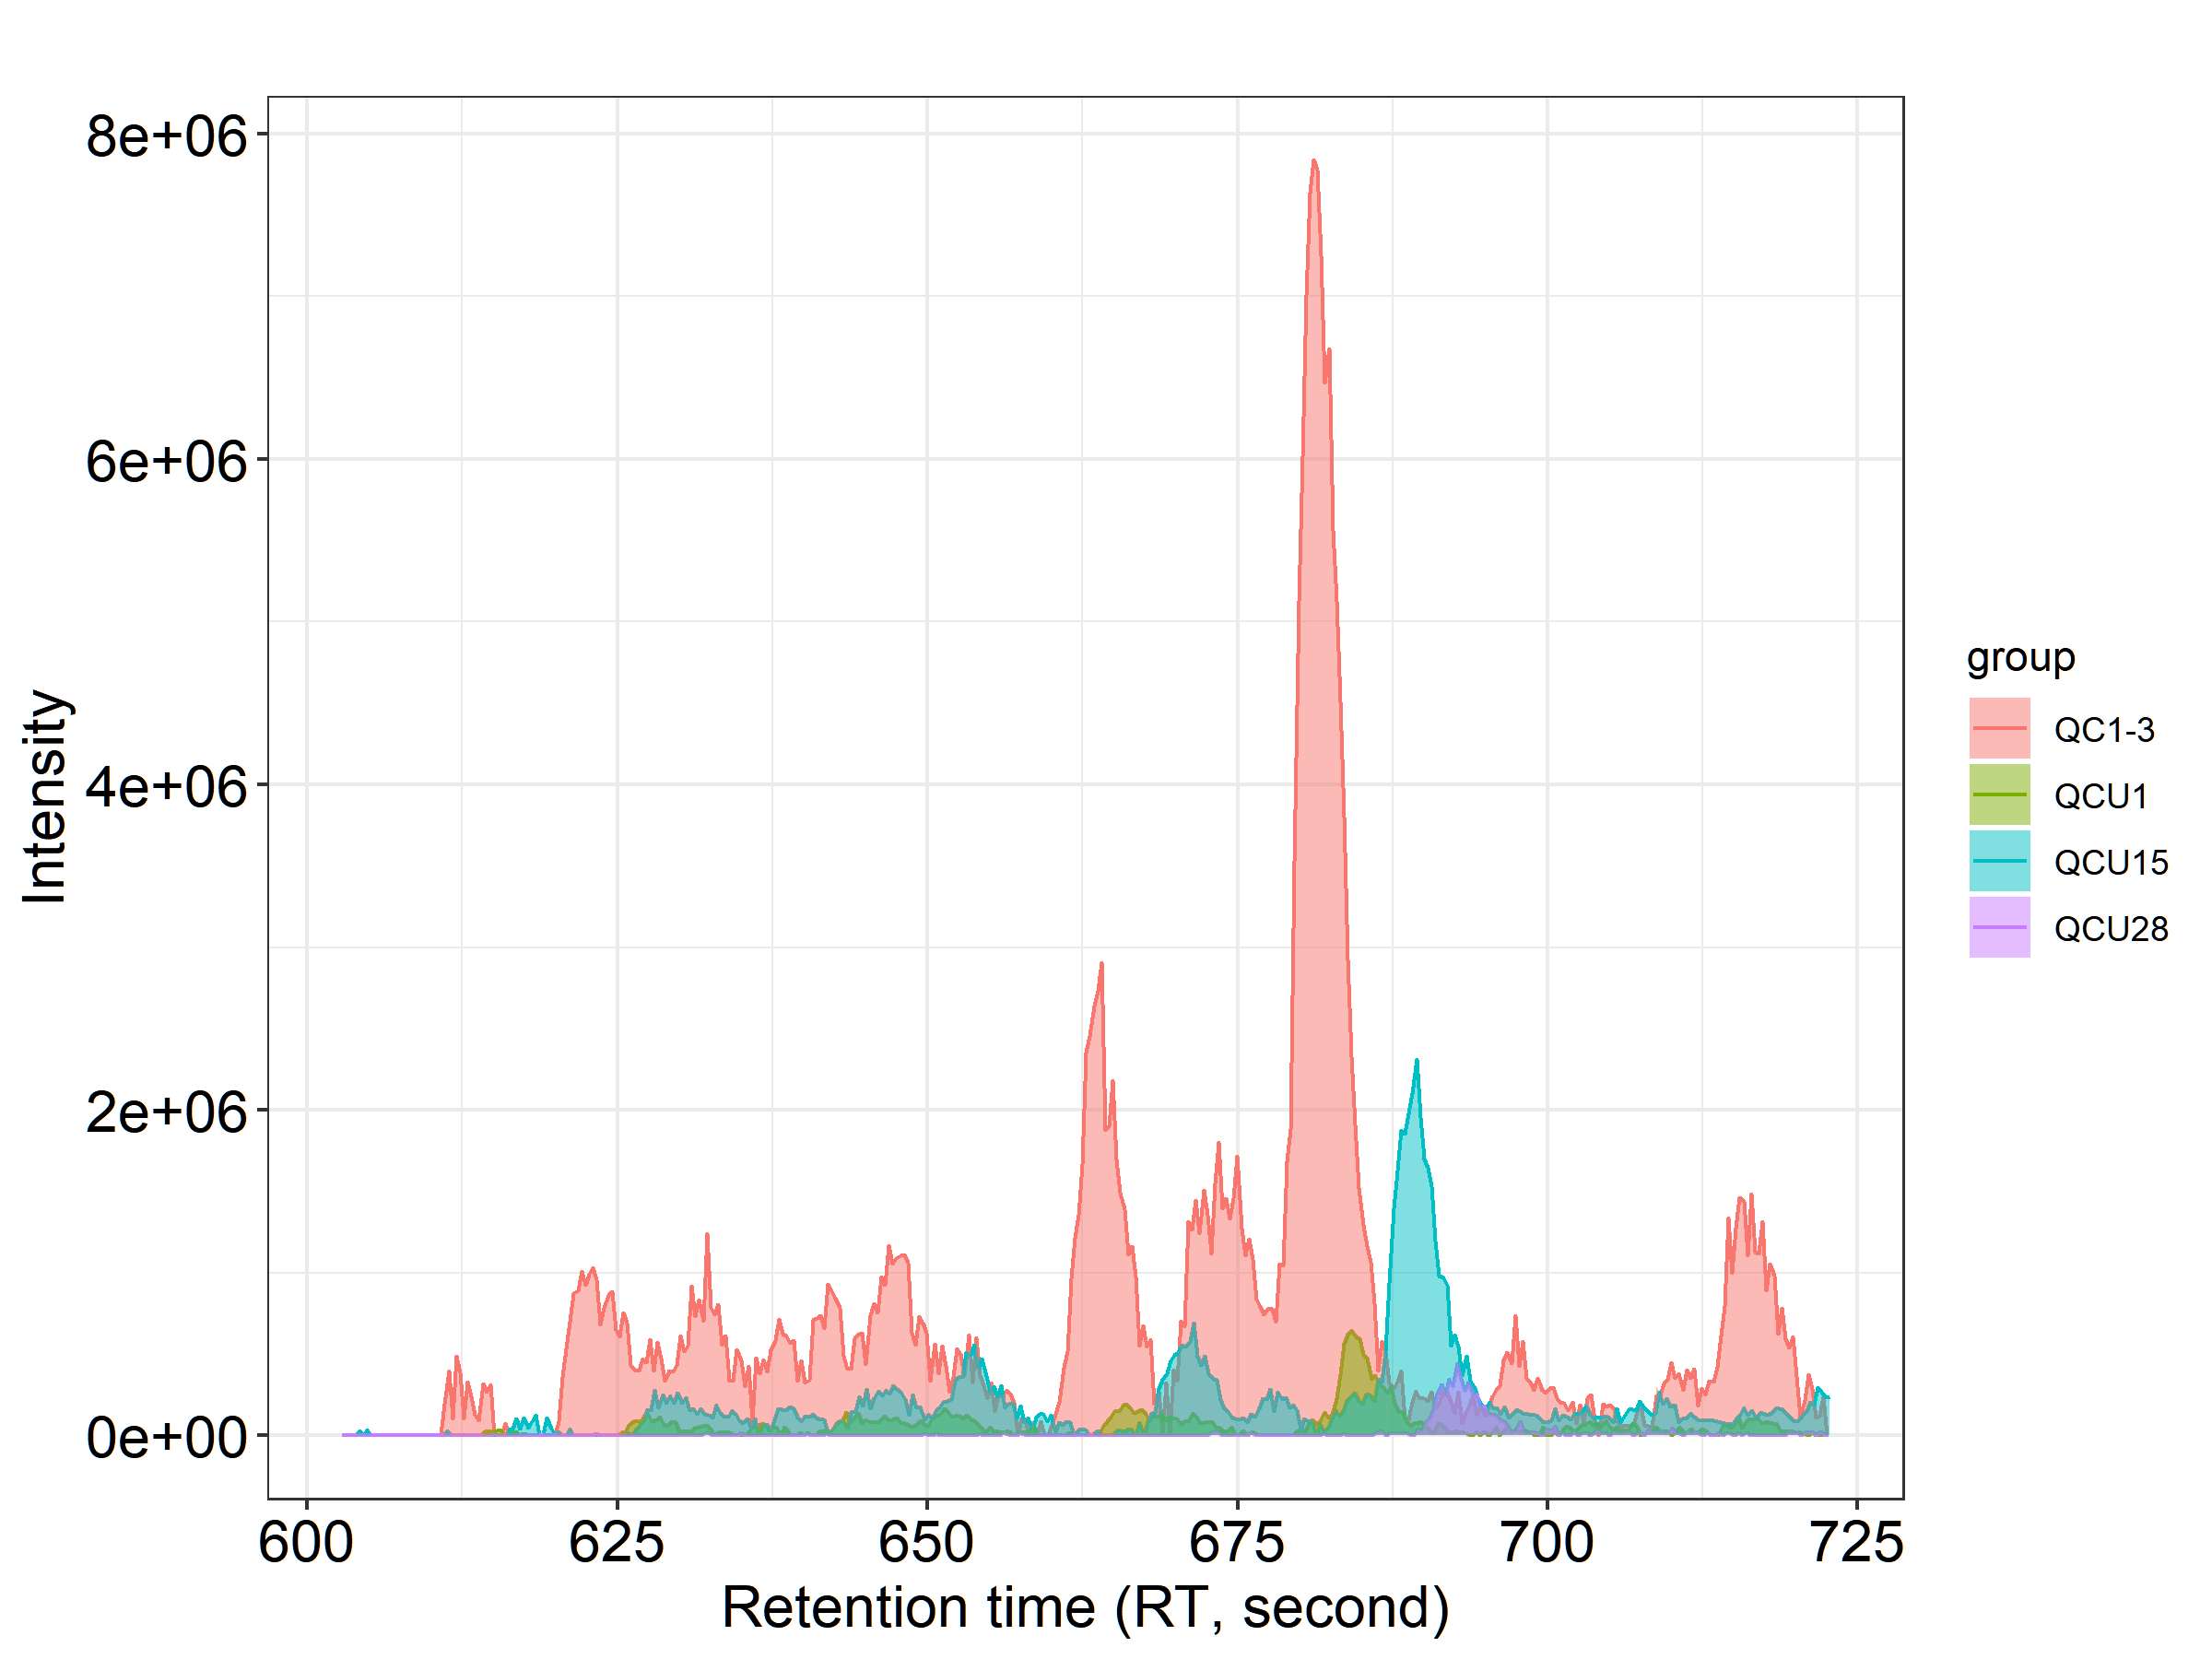 8e+06
6e+06
4e+06
2e+06
0e+00
Intensity
600 625 650 675 700 725
Retention time (RT, second)
group
QC1-3
QCU1
QCU15
QCU28